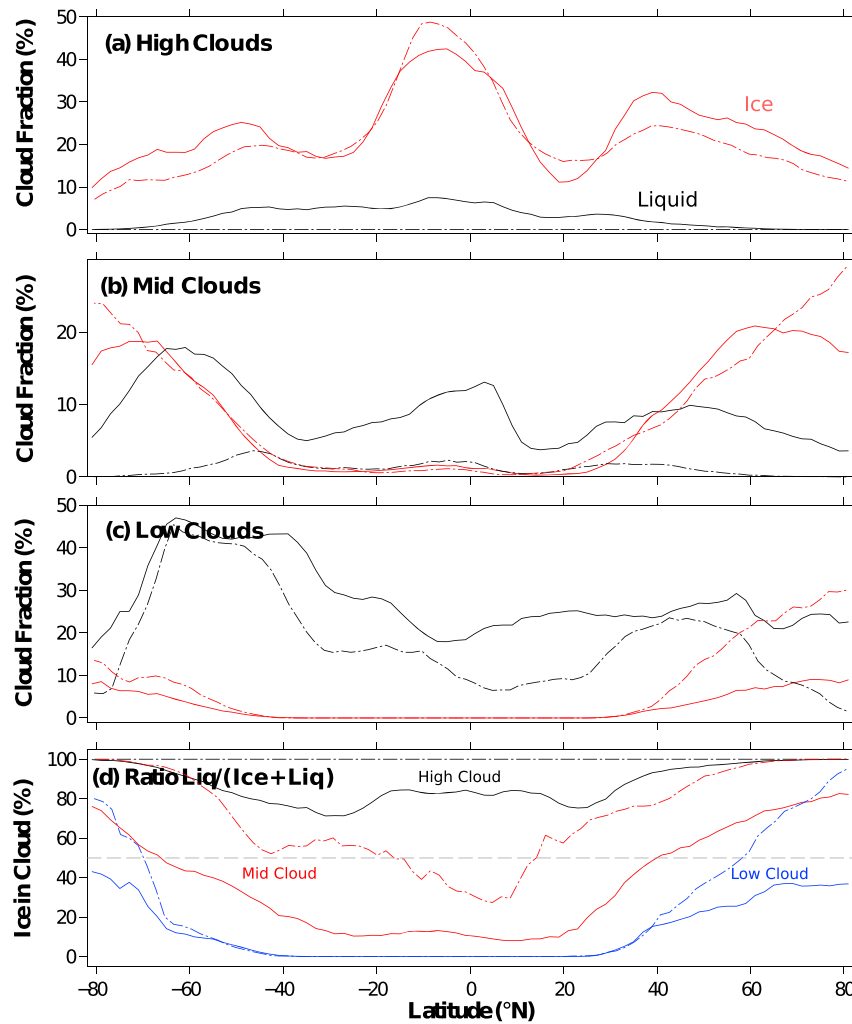 (a) High Clouds
Cloud Fraction (%)
50
40
30
20
10
0
Ice
Liquid
(b) Mid Clouds
Cloud Fraction (%)
20
10
0
(c) Low Clouds
Cloud Fraction (%)
50
40
30
20
10
0
(d) Ratio Liq/(Ice+Liq)
Ice in Cloud (%)
100
80
60
40
20
0
High Cloud
Mid Cloud
Low Cloud
−80 −60 −40 −20 0 20 40 60 80
Latitude (°N)